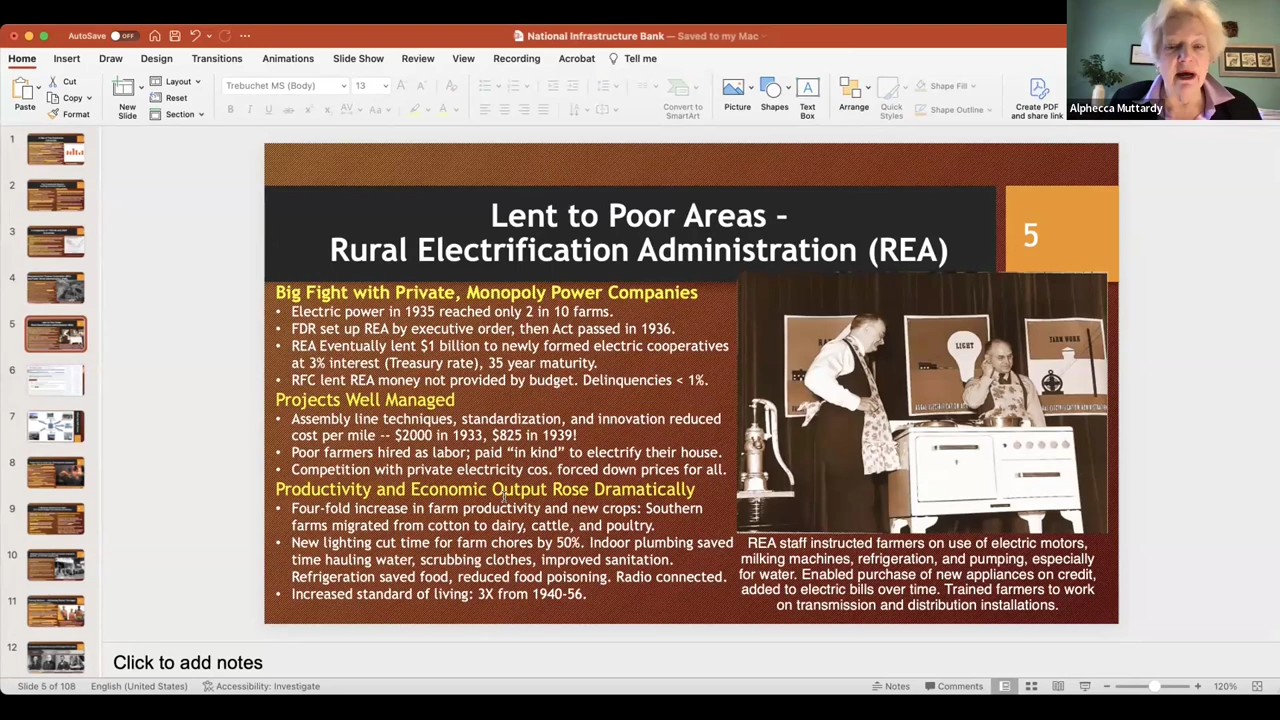 AutoSave OFF
National Infrastructure Bank — Saved to my Mac
Home Insert Draw Design Transitions Animations Slide Show Review View Recording Acrobat Tell me
Paste
Cut
Copy
Format
New Slide
Layout
Reset
Section
Trebuchet MS (Body) 13
Convert to SmartArt
Picture
Shapes
Text Box
Arrange
Quick Styles
Shape Fill
Shape Outline
Create PDF and share link
Alphecca Muttardy
1
2
3
4
5
6
7
8
9
10
11
12
Lent to Poor Areas –
Rural Electrification Administration (REA)
5
Big Fight with Private, Monopoly Power Companies
• Electric power in 1935 reached only 2 in 10 farms.
• FDR set up REA by executive order, then Act passed in 1936.
• REA Eventually lent $1 billion to newly formed electric cooperatives
at 3% interest (Treasury rate), 35 year maturity.
• RFC lent REA money not provided by budget. Delinquencies < 1%.
Projects Well Managed
• Assembly line techniques, standardization, and innovation reduced
cost per mile -- $2000 in 1933, $825 in 1939!
• Poor farmers hired as labor; paid “in kind” to electrify their house.
• Competition with private electricity cos. forced down prices for all.
Productivity and Economic Output Rose Dramatically
• Four-fold increase in farm productivity and new crops: Southern
farms migrated from cotton to dairy, cattle, and poultry.
• New lighting cut time for farm chores by 50%. Indoor plumbing saved
time hauling water, scrubbing clothes, improved sanitation.
Refrigeration saved food, reduced food poisoning. Radio connected.
• Increased standard of living: 3X from 1940-56.
LIGHT
FARM WORK
REA staff instructed farmers on use of electric motors,
milking machines, refrigeration, and pumping, especially
for water. Enabled purchase of new appliances on credit,
added to electric bills over time. Trained farmers to work
on transmission and distribution installations.
Click to add notes
Slide 5 of 108 English (United States) Accessibility: Investigate Notes Comments 120%